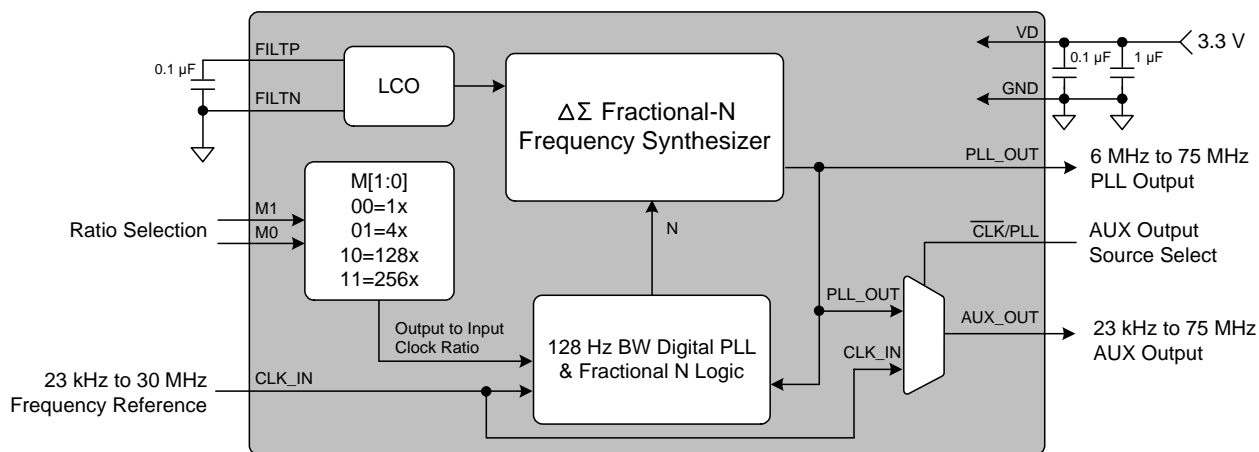 FILTP
0.1 µF
FILTN
LCO
ΔΣ Fractional-N
Frequency Synthesizer
VD
0.1 µF
1 µF
3.3 V
GND
PLL_OUT
6 MHz to 75 MHz
PLL Output
M[1:0]
00=1x
01=4x
10=128x
11=256x
Ratio Selection
M1
M0
N
CLK/PLL
AUX Output
Source Select
PLL_OUT
AUX_OUT
23 kHz to 75 MHz
AUX Output
Output to Input
Clock Ratio
128 Hz BW Digital PLL
& Fractional N Logic
CLK_IN
23 kHz to 30 MHz
Frequency Reference
CLK_IN